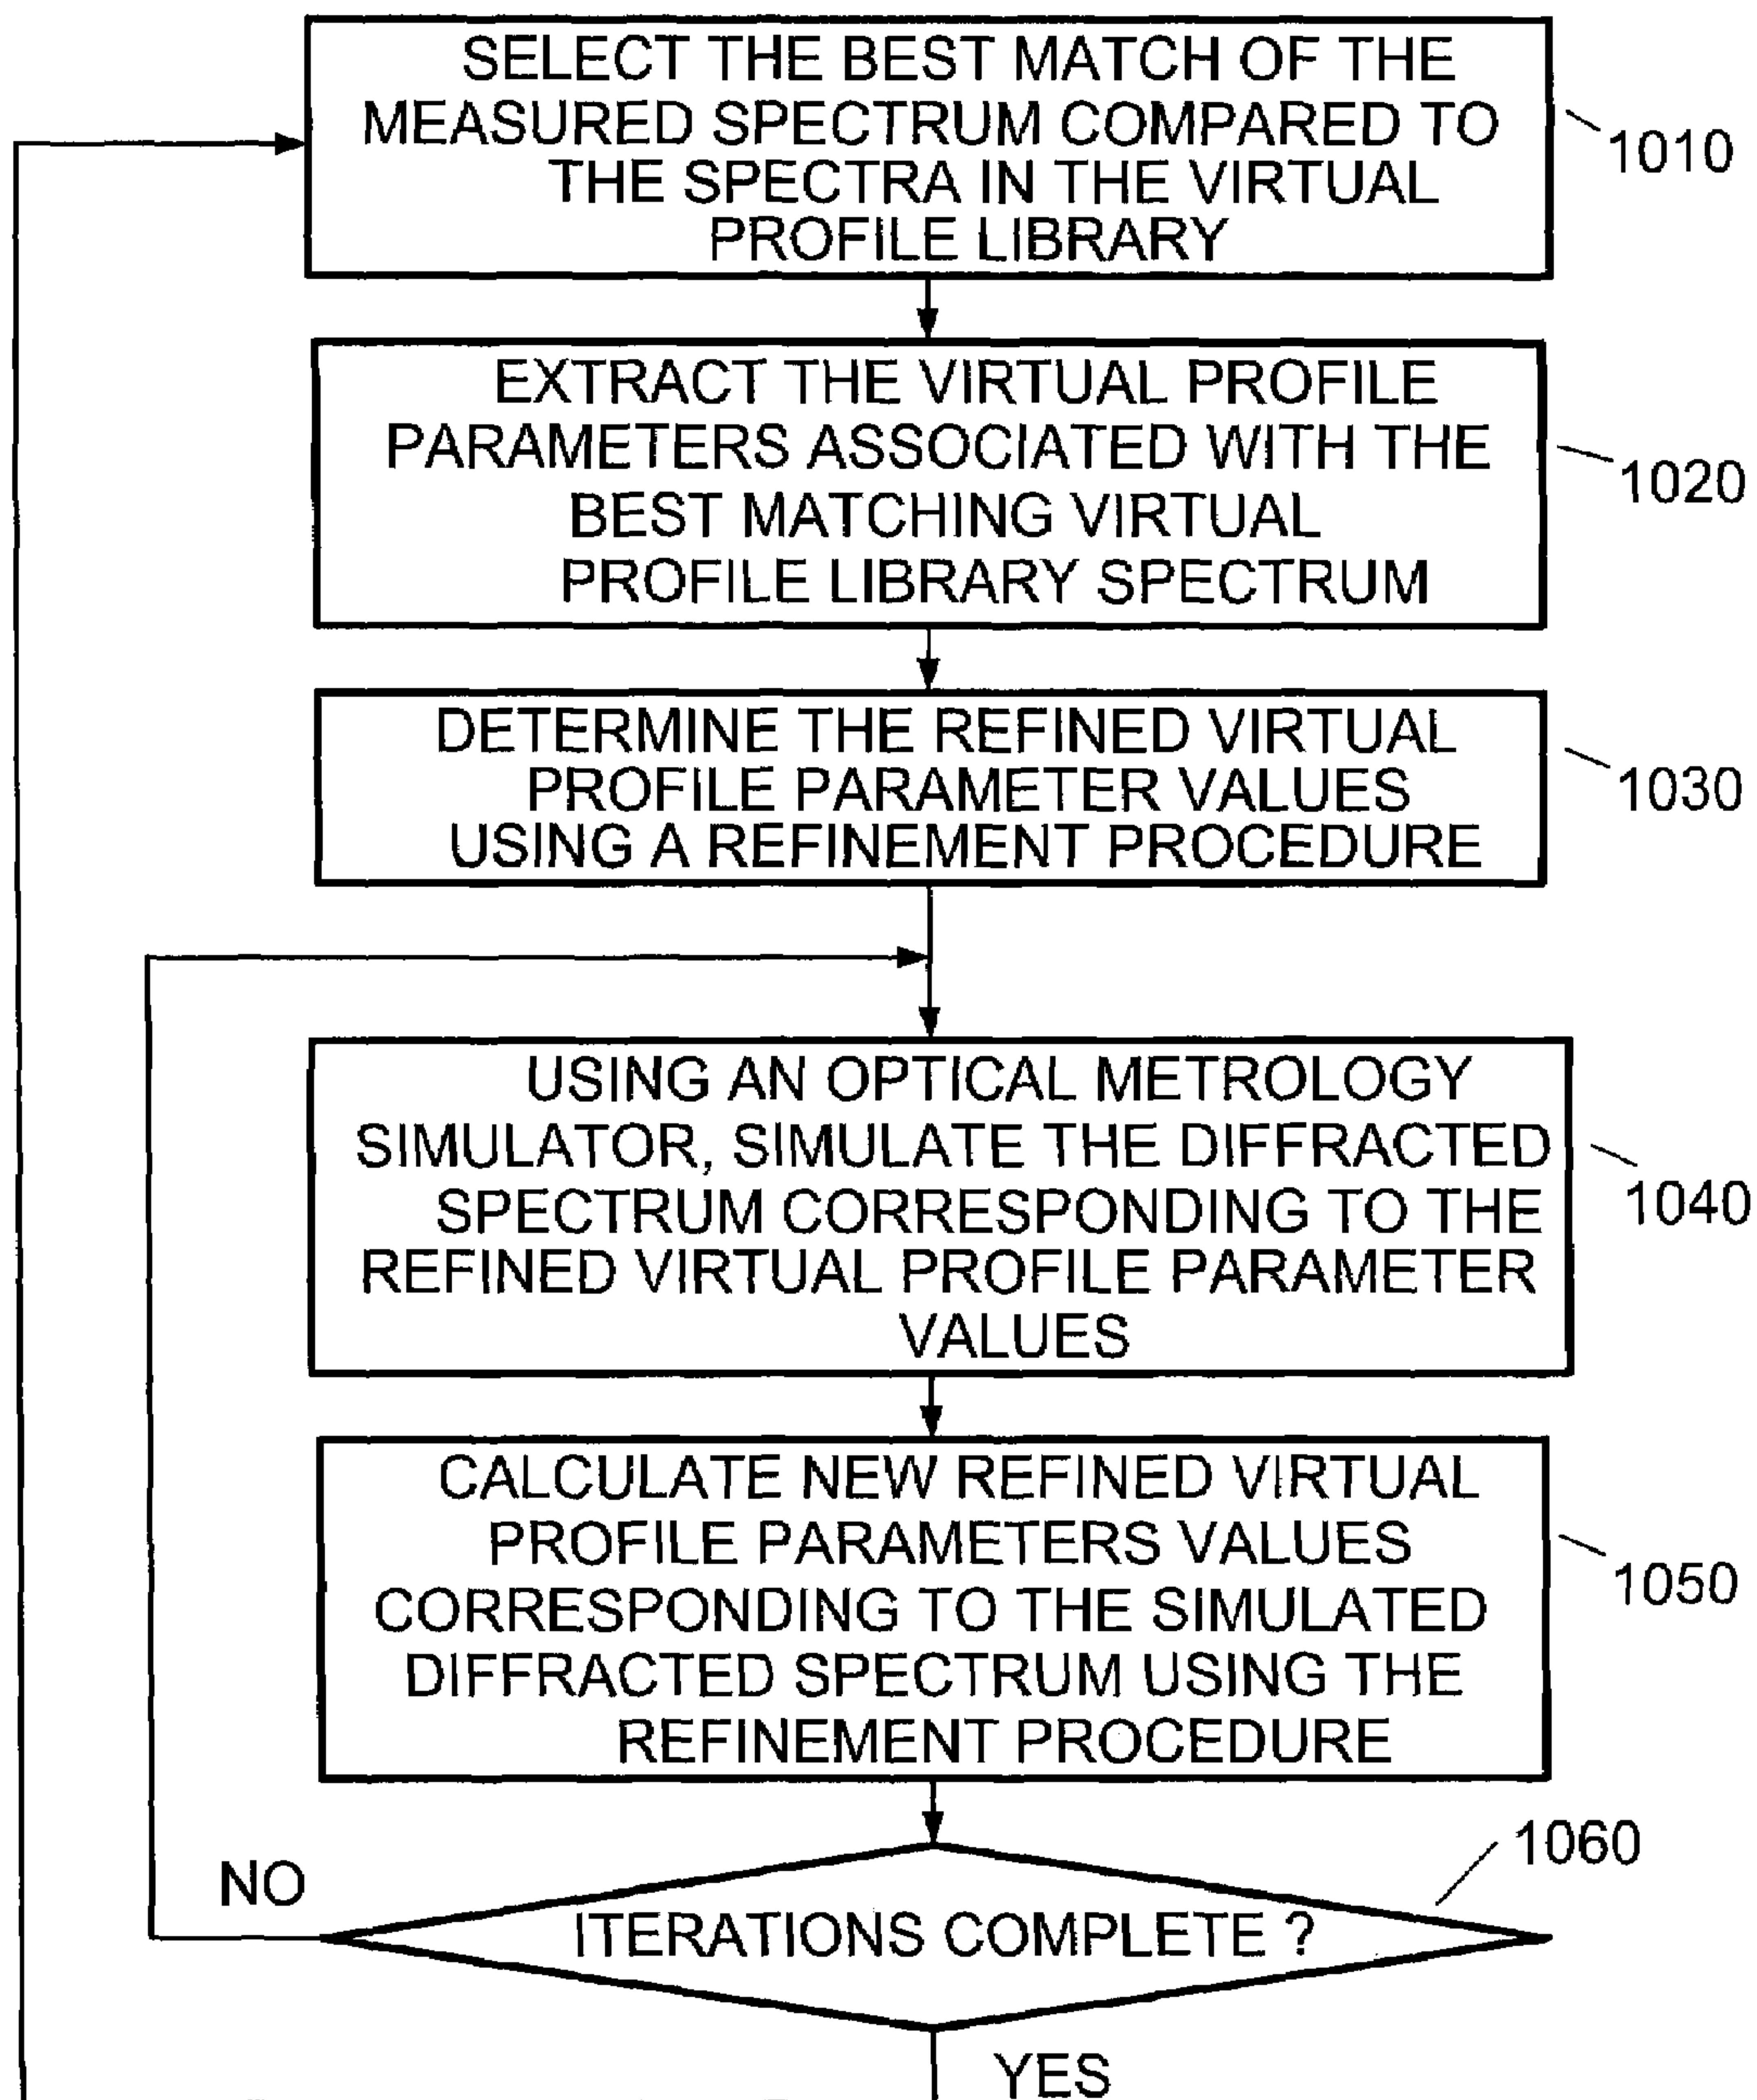 SELECT THE BEST MATCH OF THE
MEASURED SPECTRUM COMPARED TO
THE SPECTRA IN THE VIRTUAL
PROFILE LIBRARY
1010
EXTRACT THE VIRTUAL PROFILE
PARAMETERS ASSOCIATED WITH THE
BEST MATCHING VIRTUAL
PROFILE LIBRARY SPECTRUM
1020
DETERMINE THE REFINED VIRTUAL
PROFILE PARAMETER VALUES
USING A REFINEMENT PROCEDURE
1030
USING AN OPTICAL METROLOGY
SIMULATOR, SIMULATE THE DIFFRACTED
SPECTRUM CORRESPONDING TO THE
REFINED VIRTUAL PROFILE PARAMETER
VALUES
1040
CALCULATE NEW REFINED VIRTUAL
PROFILE PARAMETERS VALUES
CORRESPONDING TO THE SIMULATED
DIFFRACTED SPECTRUM USING THE
REFINEMENT PROCEDURE
1050
1060
NO
ITERATIONS COMPLETE ?
YES